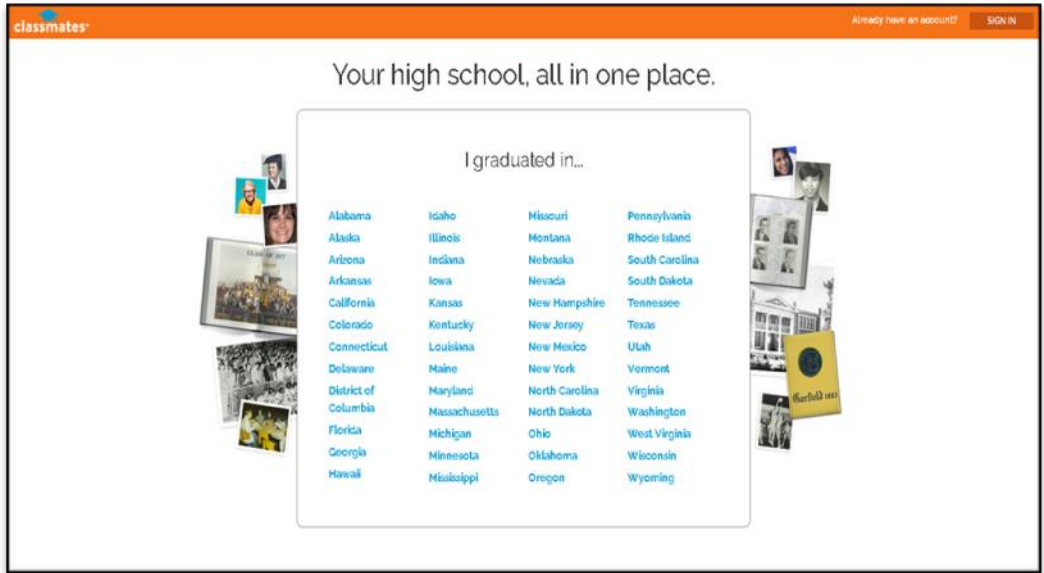 classmates
Already have an account?
SIGN IN
Your high school, all in one place.
I graduated in...
Alabama
Alaska
Arizona
Arkansas
California
Colorado
Connecticut
Delaware
District of
Columbia
Florida
Georgia
Hawaii
Idaho
Illinois
Indiana
Iowa
Kansas
Kentucky
Louisiana
Maine
Maryland
Massachusetts
Michigan
Minnesota
Mississippi
Missouri
Montana
Nebraska
Nevada
New Hampshire
New Jersey
New Mexico
New York
North Carolina
North Dakota
Ohio
Oklahoma
Oregon
Pennsylvania
Rhode Island
South Carolina
South Dakota
Tennessee
Texas
Utah
Vermont
Virginia
Washington
West Virginia
Wisconsin
Wyoming
CLASS OF
Garfield